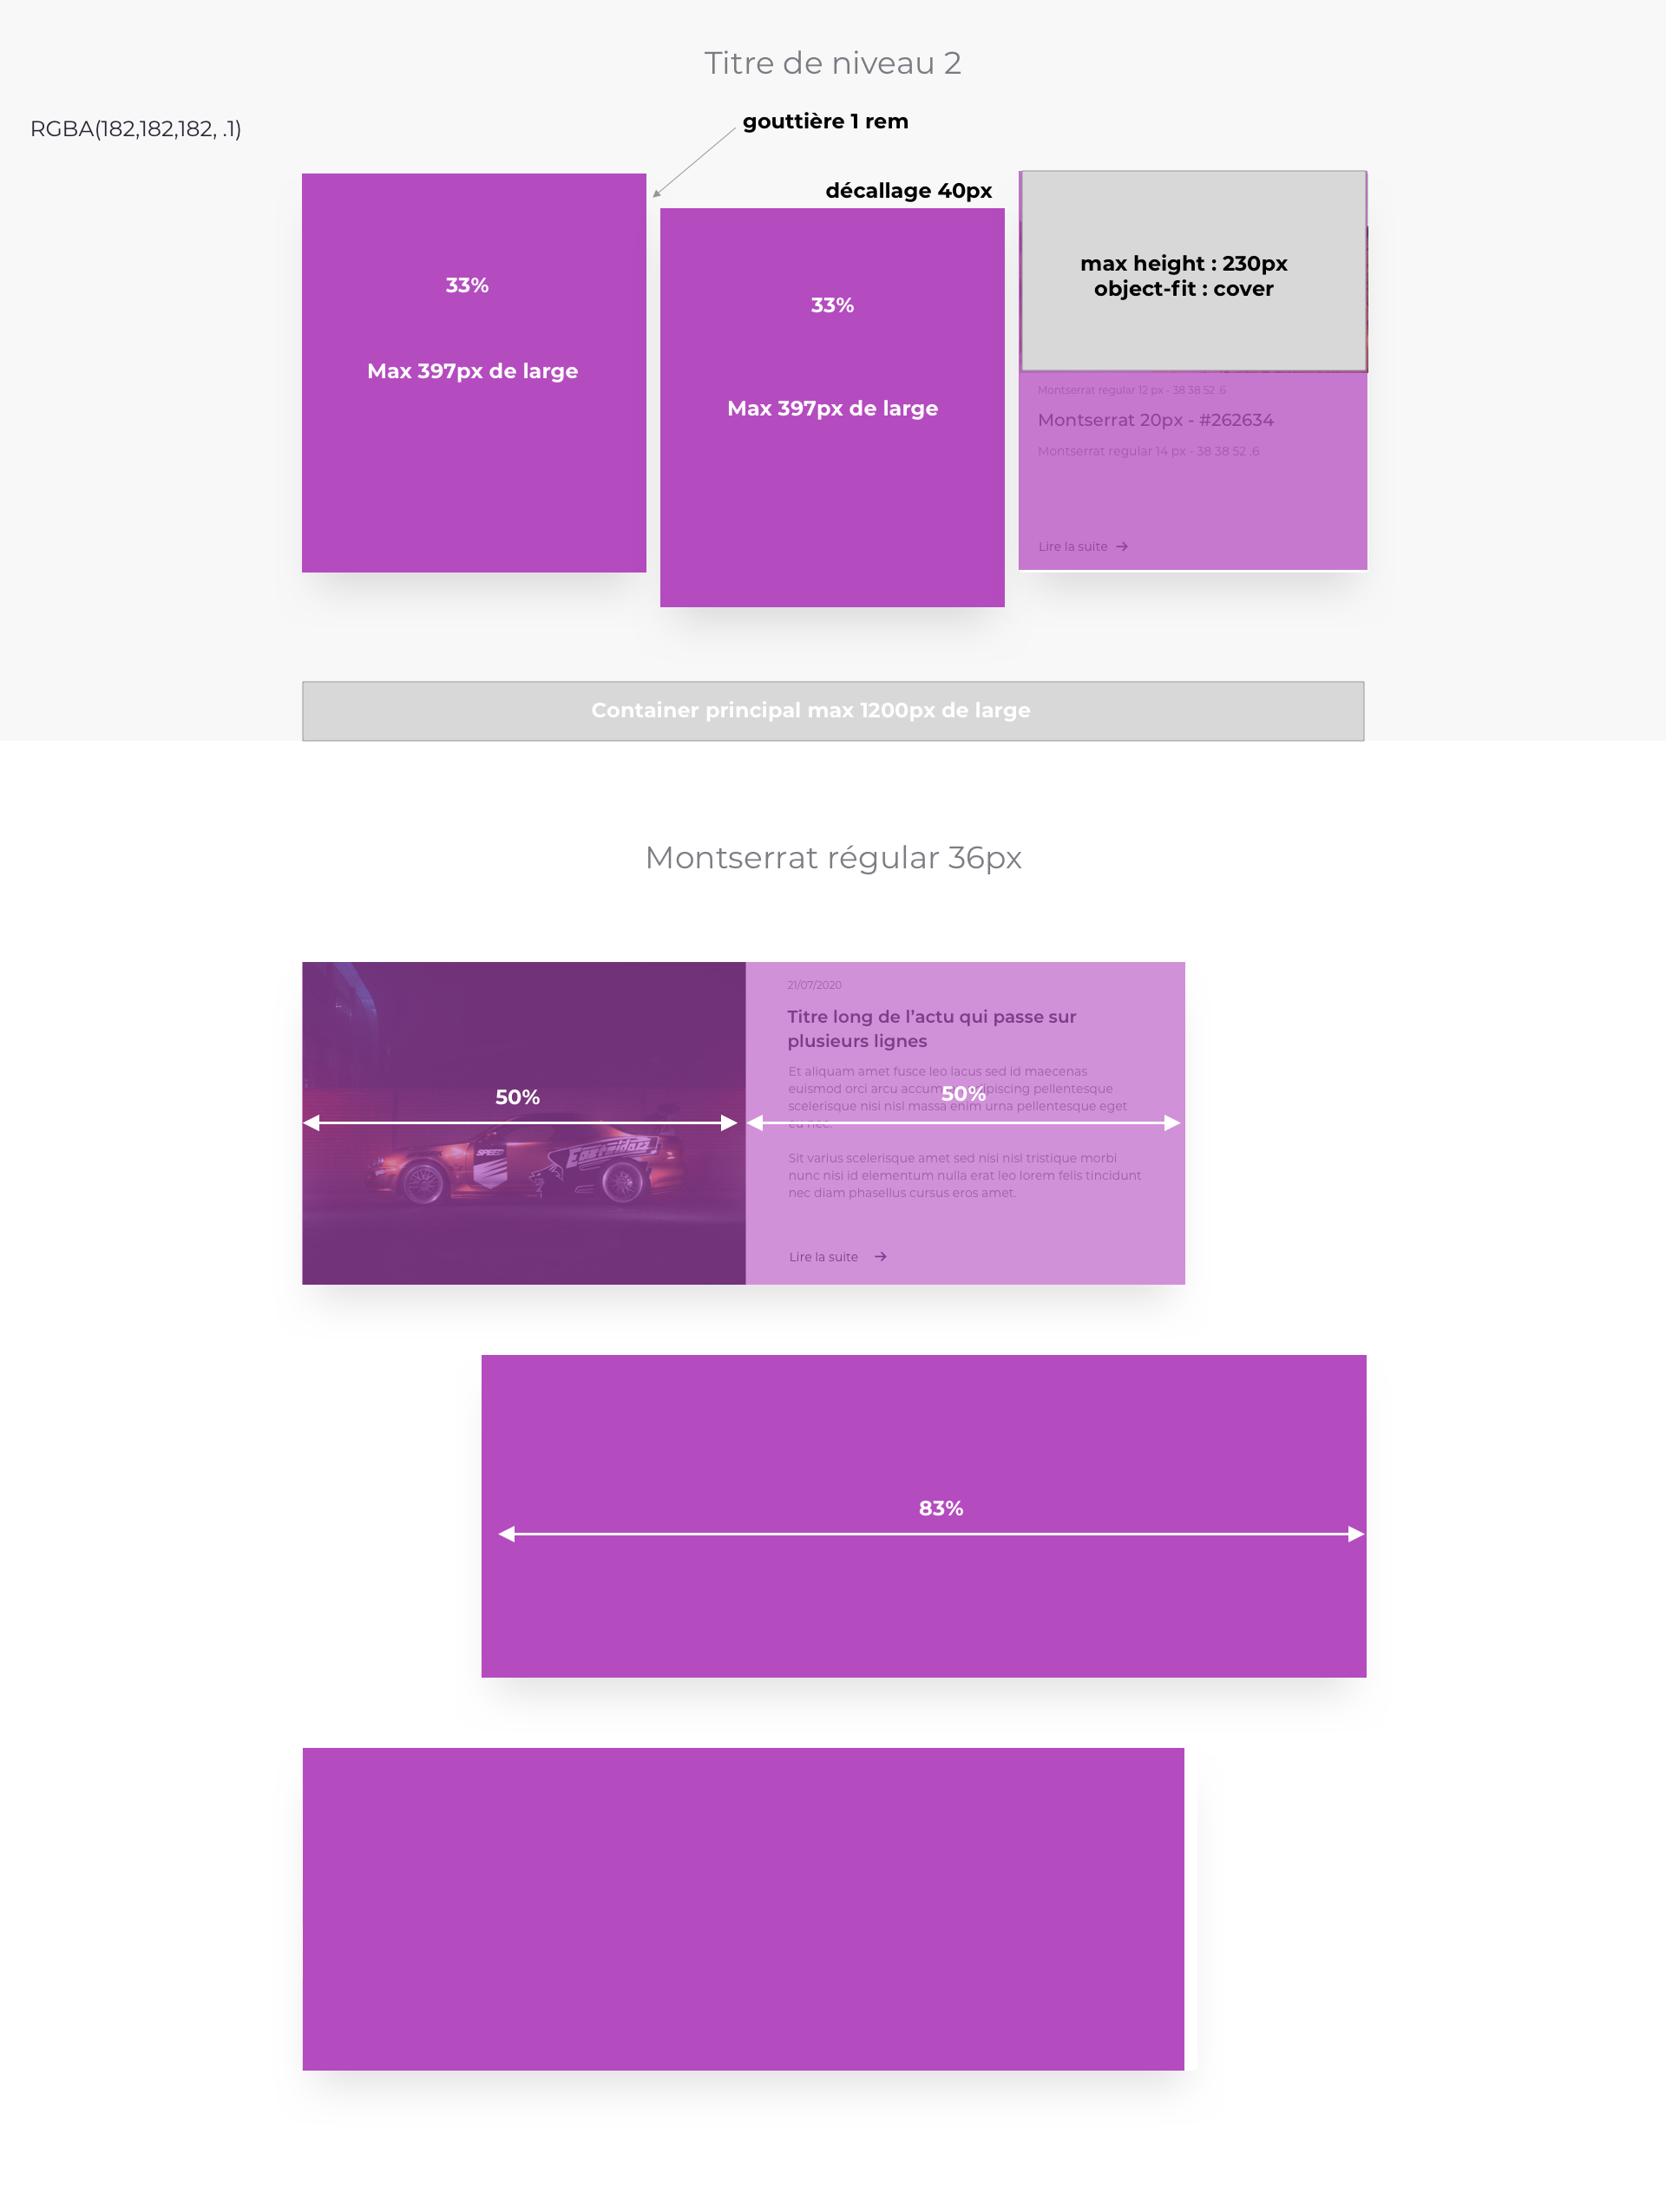 Titre de niveau 2
gouttière 1 rem
RGBA(182,182,182, .1)
décallage 40px
33%
Max 397px de large
33%
Max 397px de large
max height : 230px
object-fit : cover
Montserrat regular 12 px - 38 38 52 .6
Montserrat 20px - #262634
Montserrat regular 14 px - 38 38 52 .6
Lire la suite
Container principal max 1200px de large
Montserrat régular 36px
50%
SPEED
21/07/2020
Titre long de l’actu qui passe sur
plusieurs lignes
Et aliquam amet fusce leo lacus sed id maecenas
euismod orci arcu pellentesque
scelerisque nisi nisl massa enim urna pellentesque eget
eu nec.
50%
Sit varius scelerisque amet sed nisi nisl tristique morbi
nunc nisi id elementum nulla erat leo lorem felis tincidunt
nec diam phasellus cursus eros amet.
Lire la suite
83%